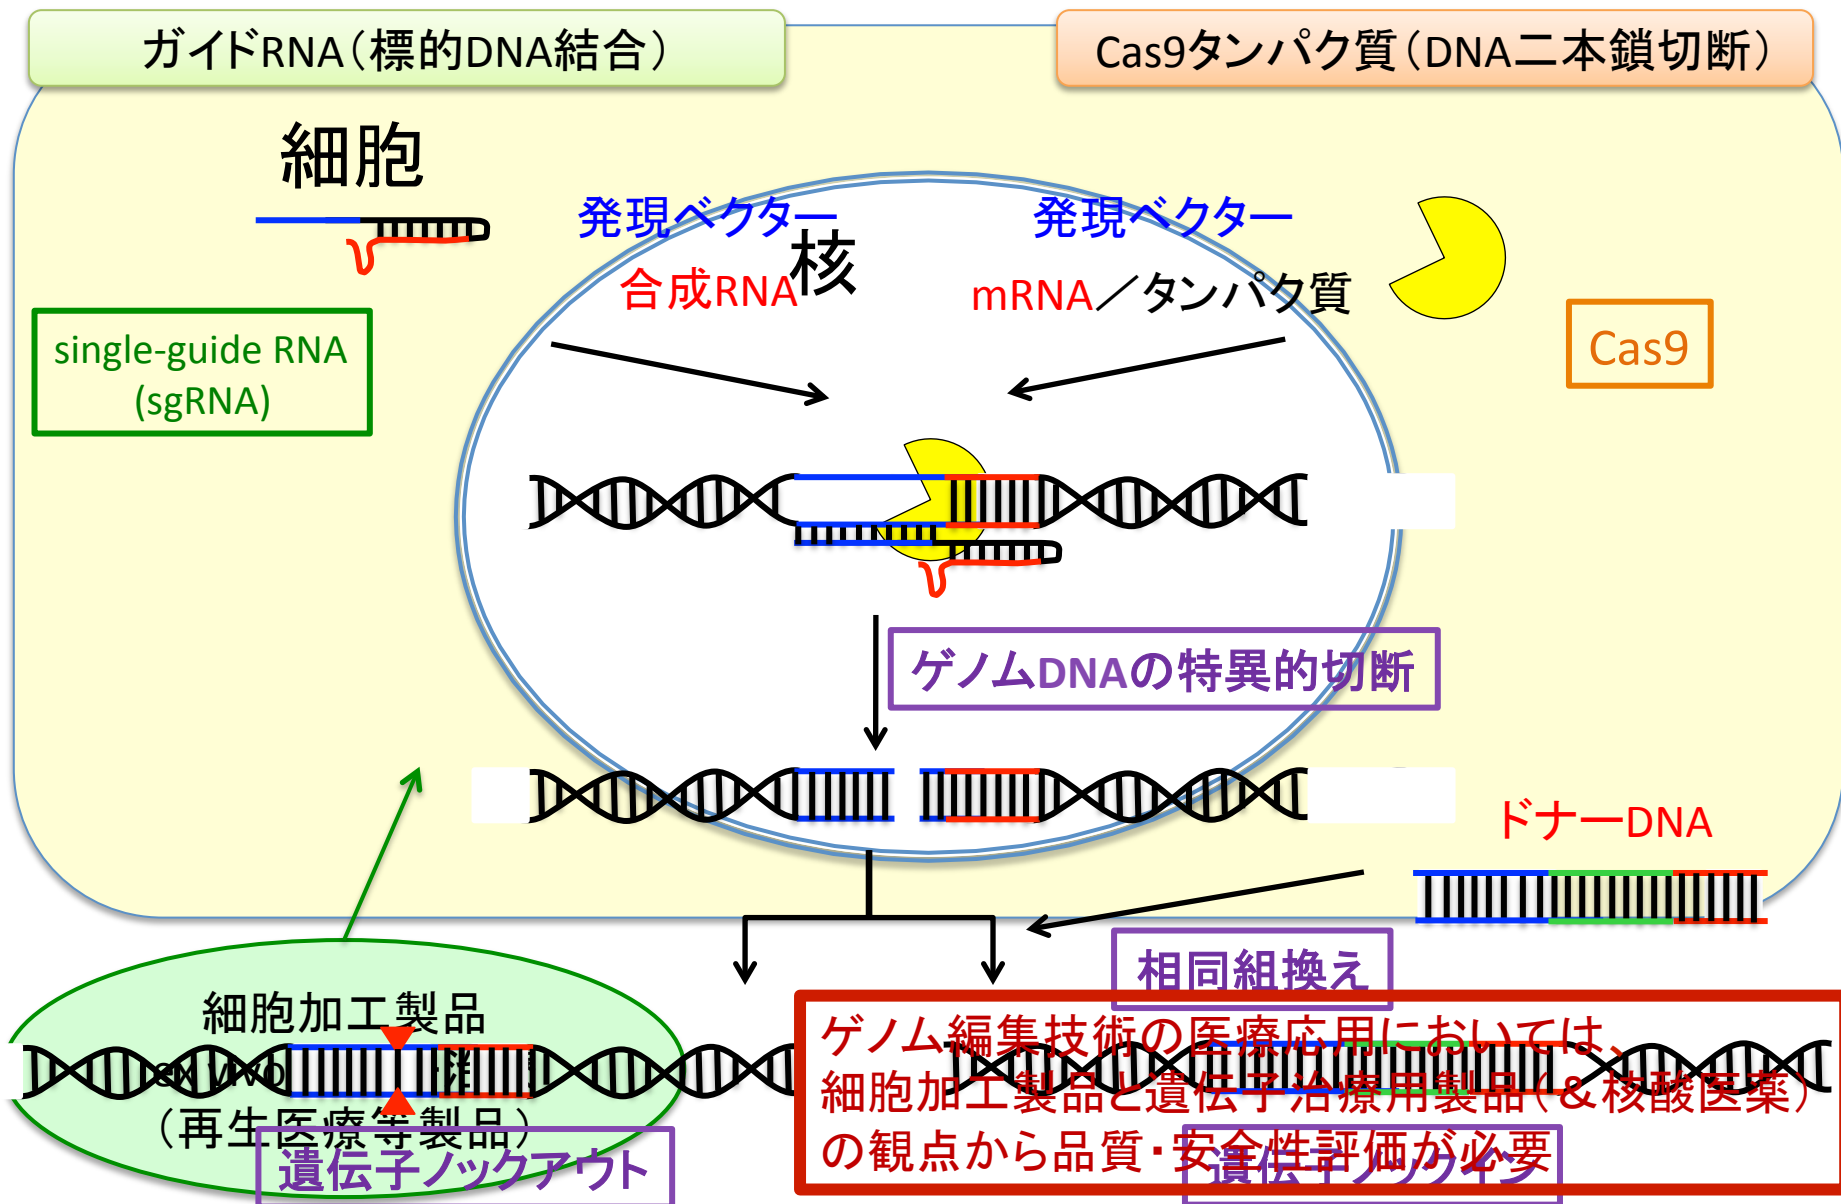 ガイドRNA(標的DNA結合)
Cas9タンパク質(DNA二本鎖切断)
細胞
発現ベクター
発現ベクター
核
合成RNA
mRNA/タンパク質
single-guide RNA
(sgRNA)
Cas9
ゲノムDNAの特異的切断
ドナーDNA
相同組換え
細胞加工製品
ex vivo
(再生医療等製品)
遺伝子ノックアウト
ゲノム編集技術の医療応用においては、
細胞加工製品と遺伝子治療用製品(&核酸医薬)
の観点から品質・安全性評価が必要
遺伝子ノックイン